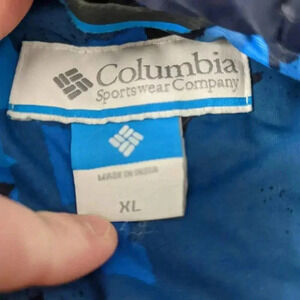 Columbia
Sportswear Company
MADE IN INDIA
XL